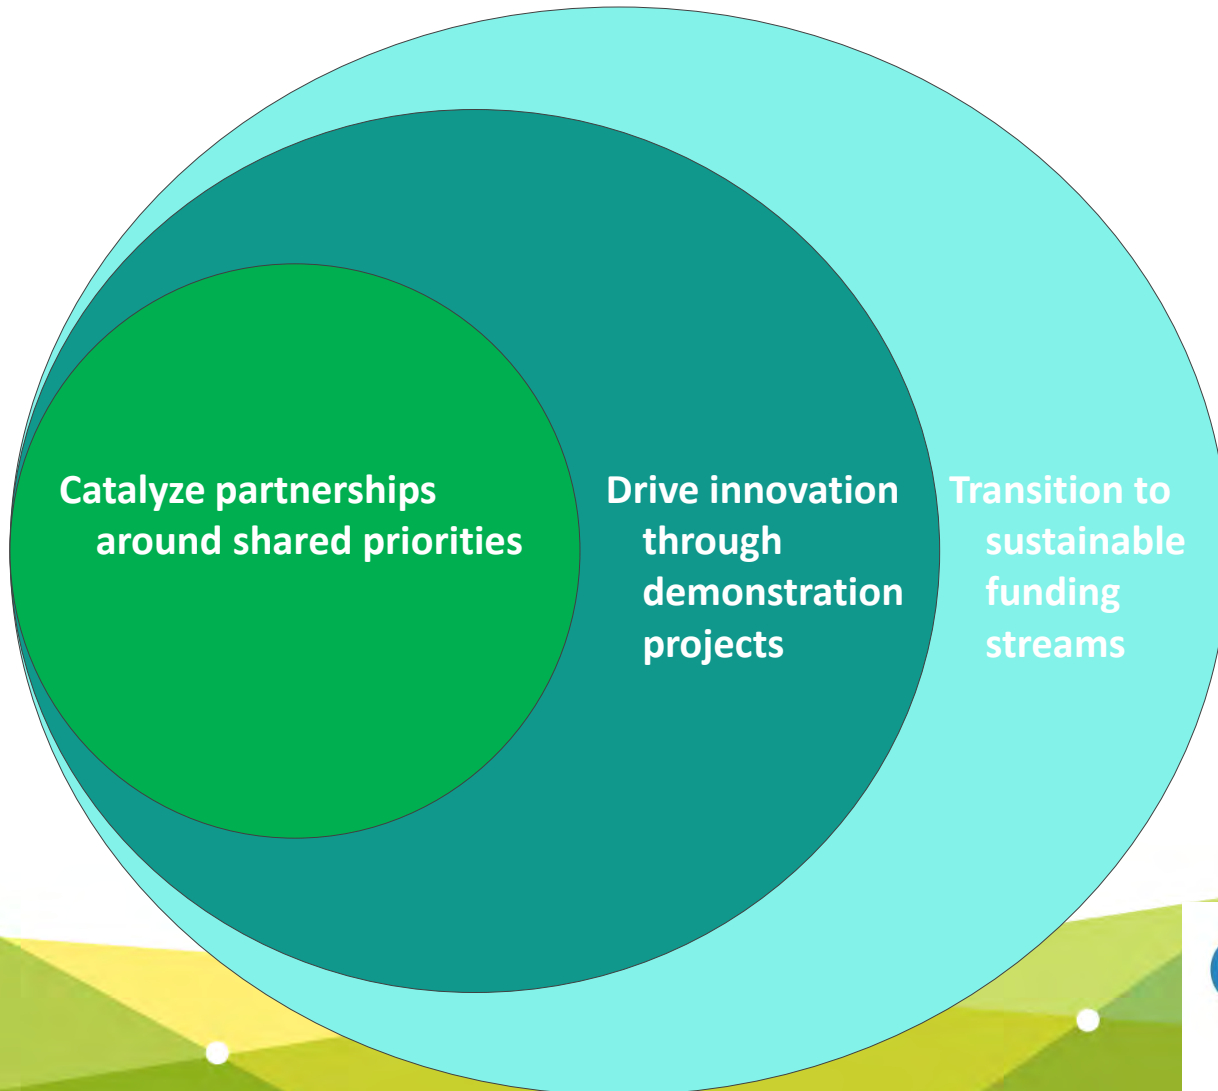 Catalyze partnerships
around shared priorities
Drive innovation
through
demonstration
projects
Transition to
sustainable
funding
streams